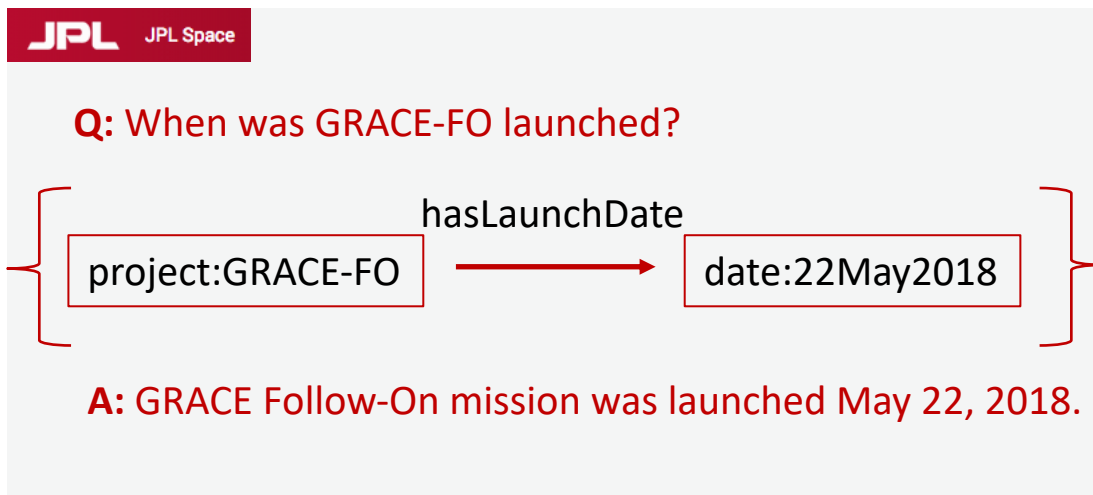 JPL JPL Space
Q: When was GRACE-FO launched?
hasLaunchDate
project:GRACE-FO date:22May2018
A: GRACE Follow-On mission was launched May 22, 2018.